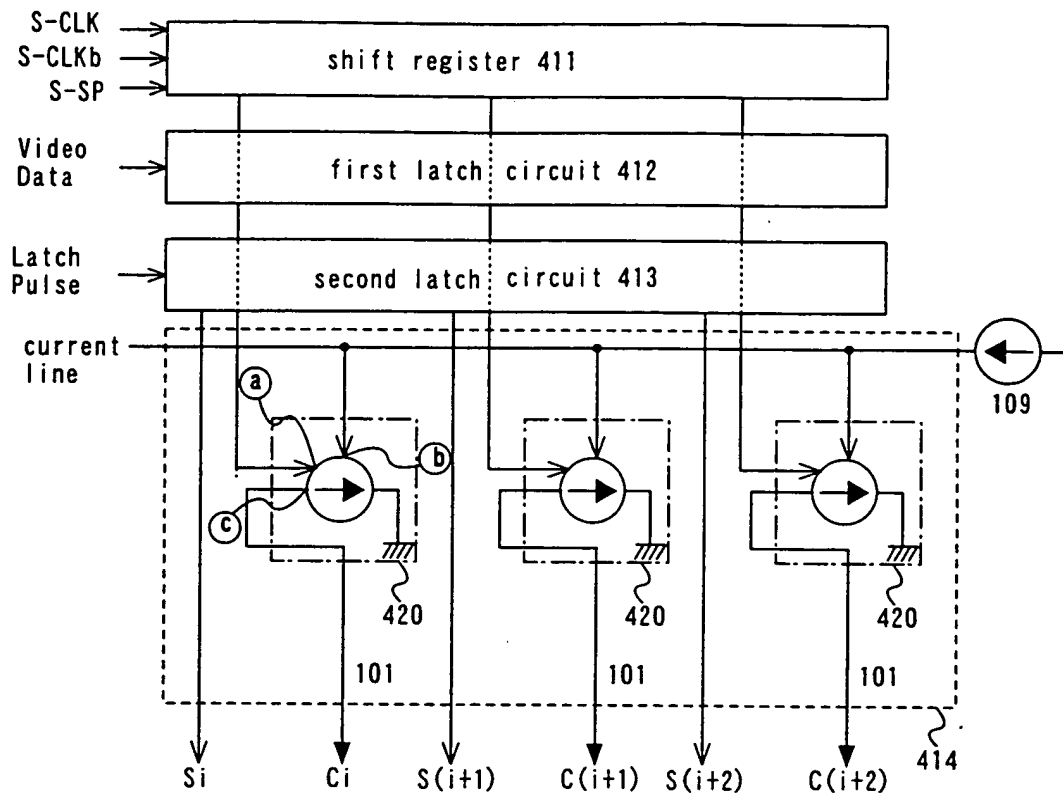 S-CLK
S-CLKb
S-SP
shift register 411
Video
Data
first latch circuit 412
Latch
Pulse
second latch circuit 413
current
line
109
a
b
c
420
420
420
101
101
101
414
Si
Ci
S(i+1)
C(i+1)
S(i+2)
C(i+2)